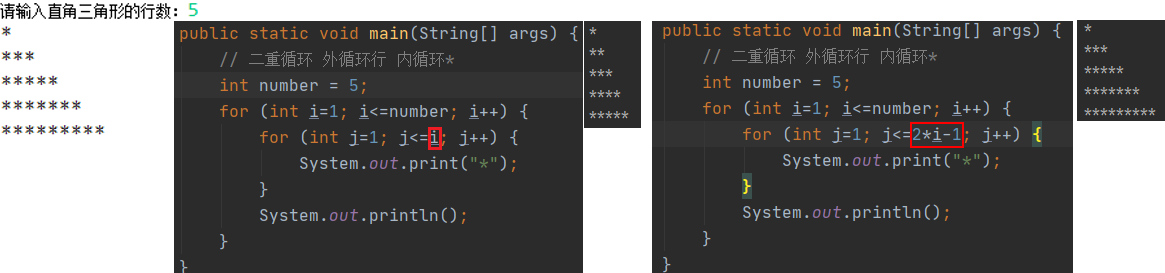 请输入直角三角形的行数：5
*
***
*****
*******
*********
public static void main(String[] args) {
// 二重循环 外循环行 内循环*
int number = 5;
for (int i=1; i<=number; i++) {
for (int j=1; j<=i; j++) {
System.out.print("*");
}
System.out.println();
}
}
*
**
***
****
*****
public static void main(String[] args) {
// 二重循环 外循环行 内循环*
int number = 5;
for (int i=1; i<=number; i++) {
for (int j=1; j<=2*i-1; j++) {
System.out.print("*");
}
System.out.println();
}
}
*
***
*****
*******
*********